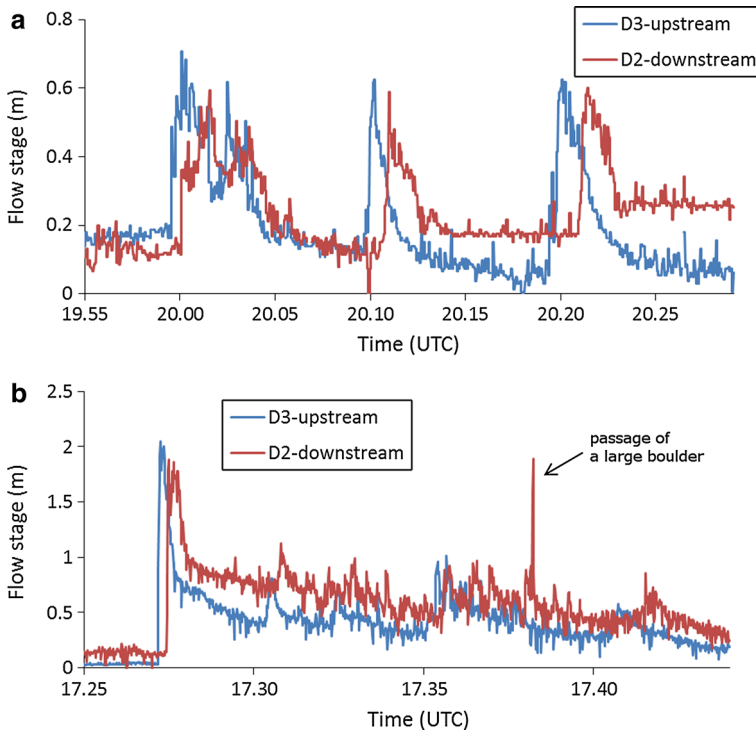 a
0.8
0.6
0.4
0.2
0
Flow stage (m)
D3-upstream
D2-downstream
19.55
20.00
20.05
20.10
20.15
20.20
20.25
Time (UTC)
b
2.5
2
1.5
1
0.5
0
Flow stage (m)
D3-upstream
D2-downstream
passage of
a large boulder
17.25
17.30
17.35
17.40
Time (UTC)